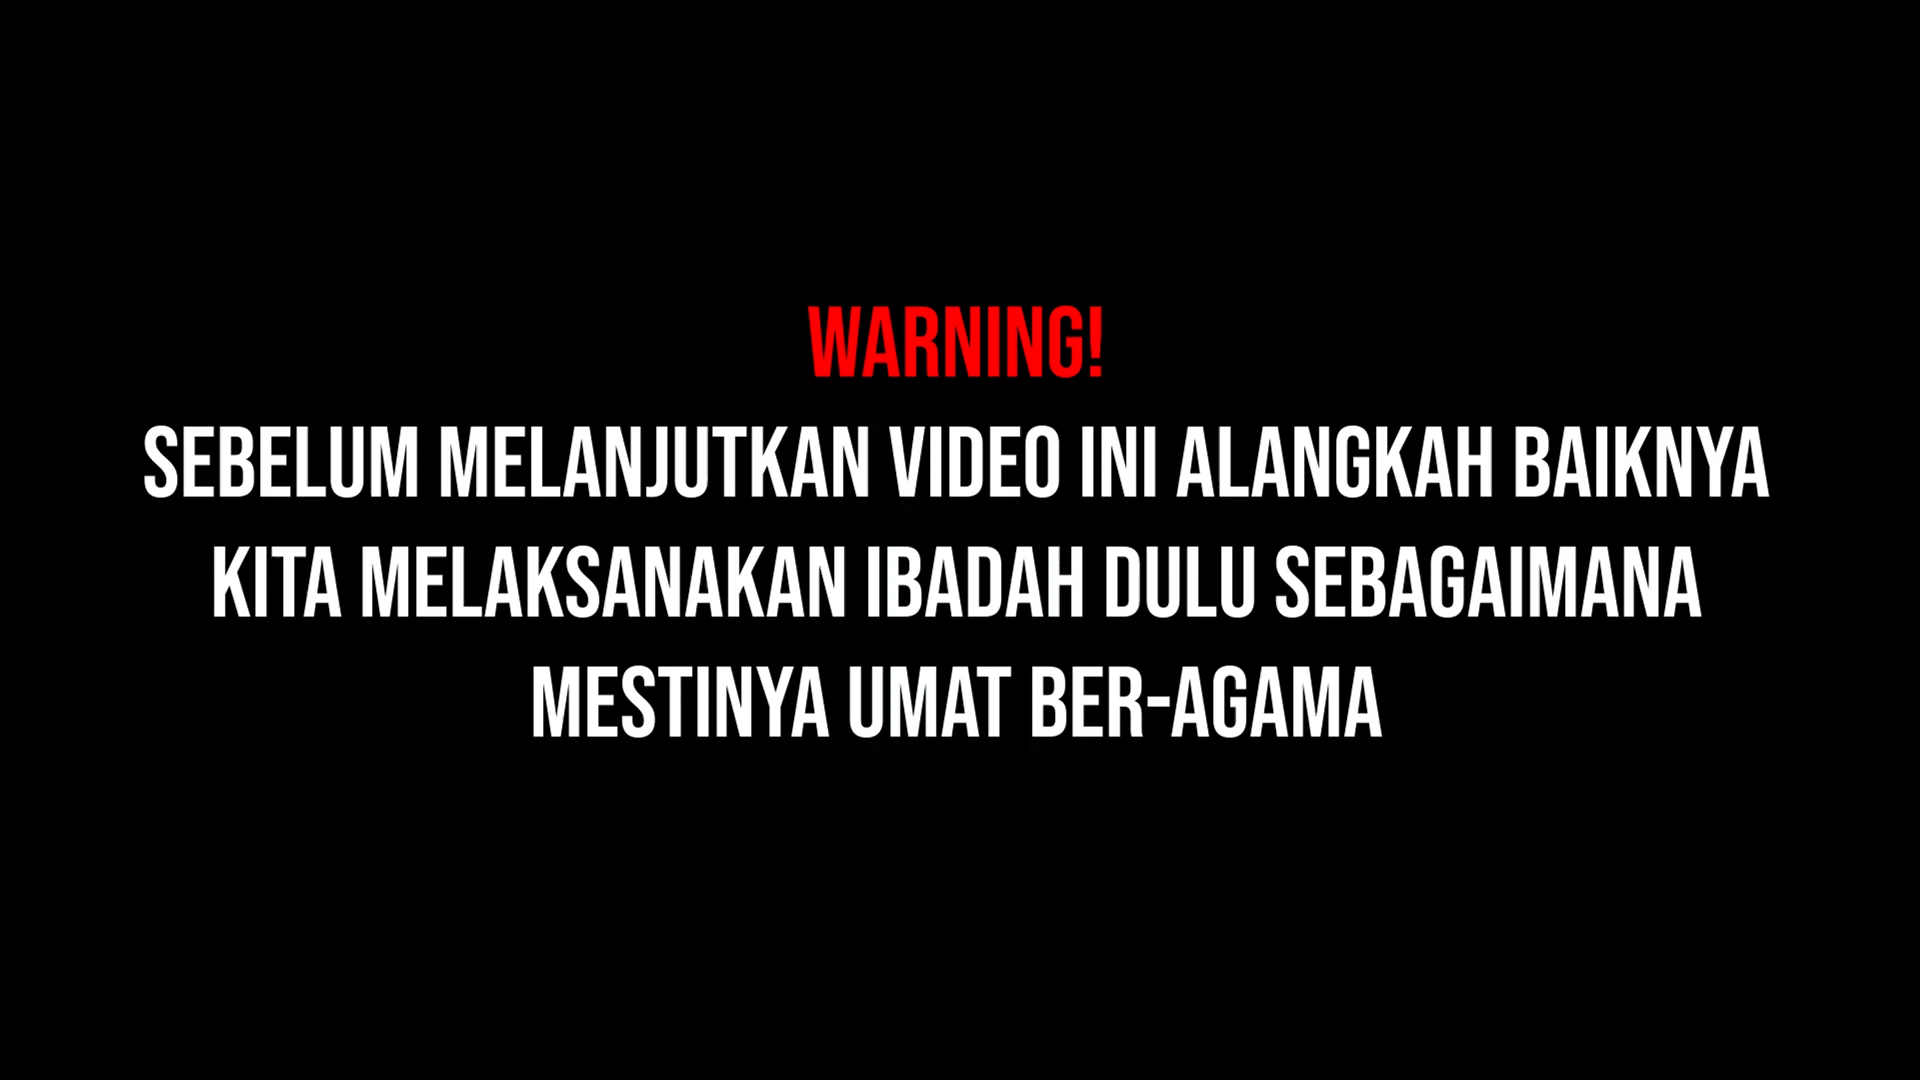 WARNING!
SEBELUM MELANJUTKAN VIDEO INI ALANGKAH BAIKNYA
KITA MELAKSANAKAN IBADAH DULU SEBAGAIMANA
MESTINYA UMAT BER-AGAMA